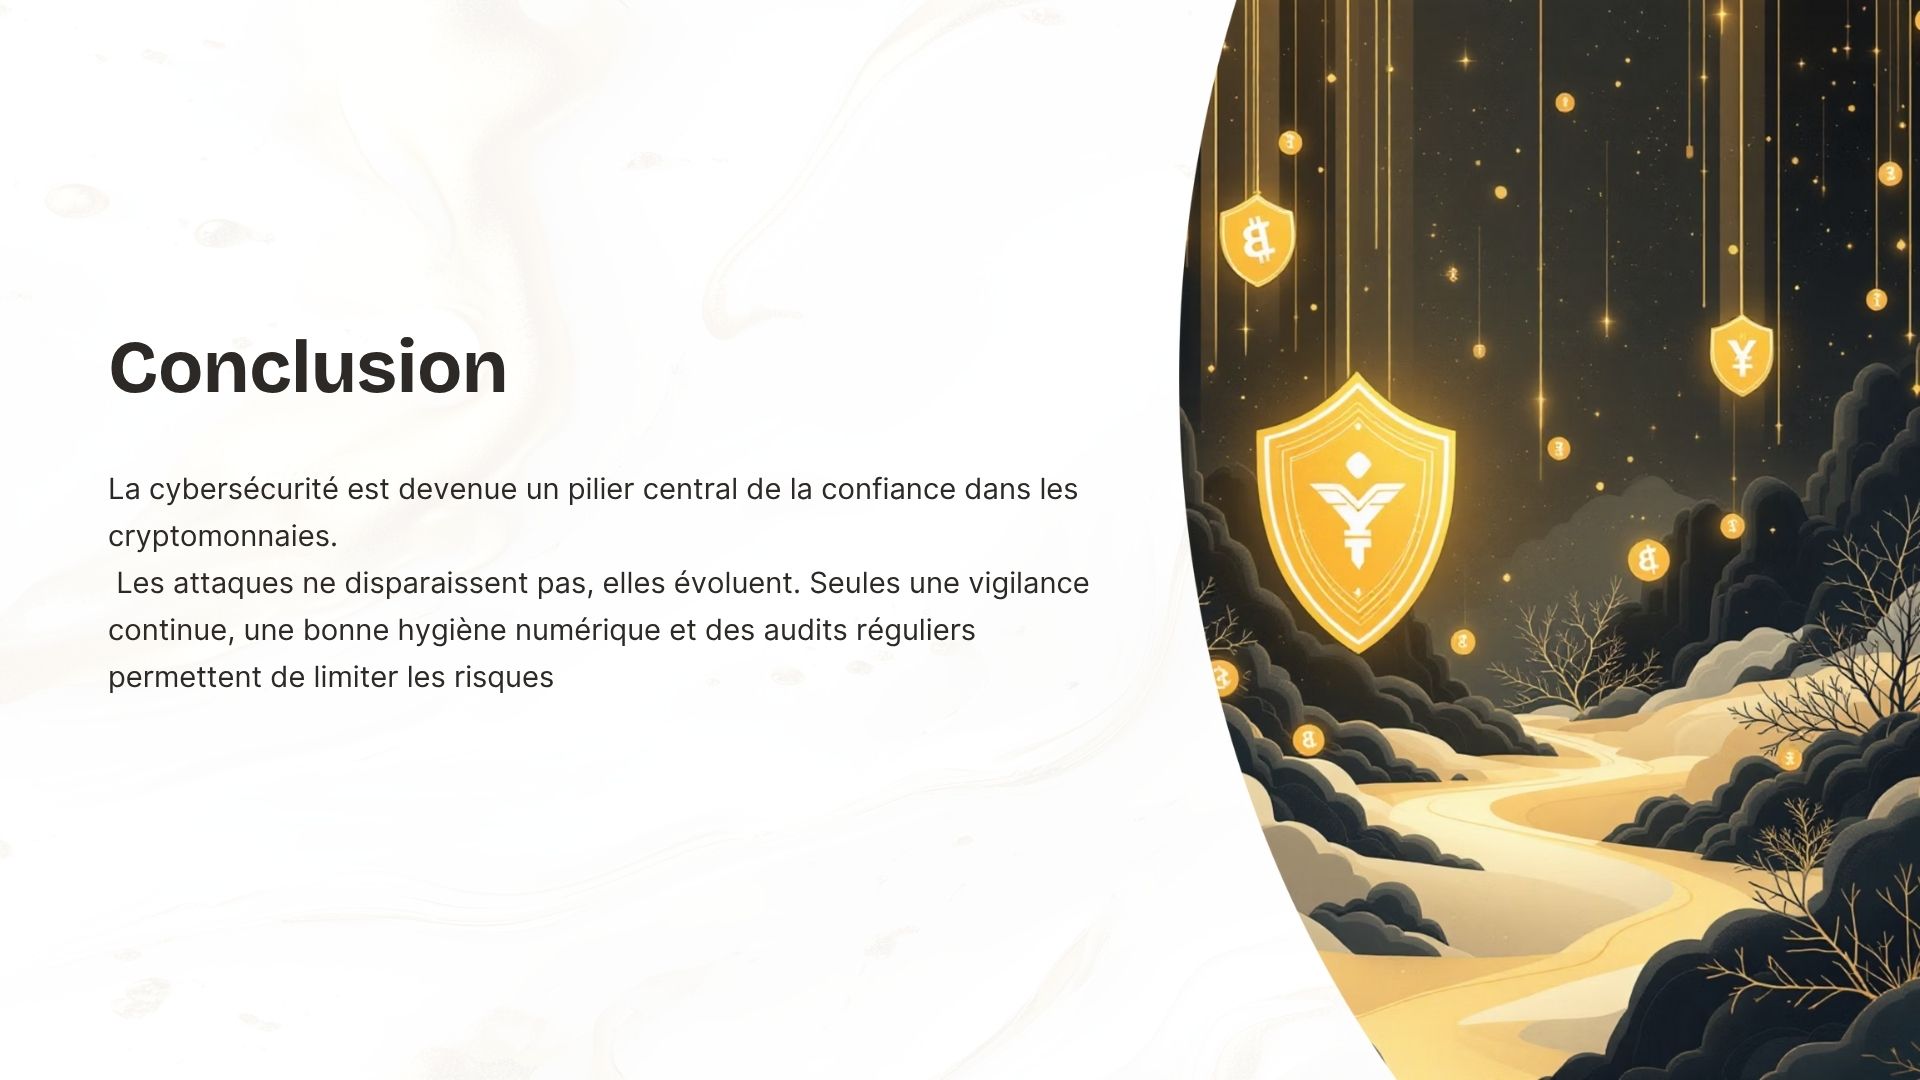 Conclusion
La cybersécurité est devenue un pilier central de la confiance dans les
cryptomonnaies.
Les attaques ne disparaissent pas, elles évoluent. Seules une vigilance
continue, une bonne hygiène numérique et des audits réguliers
permettent de limiter les risques